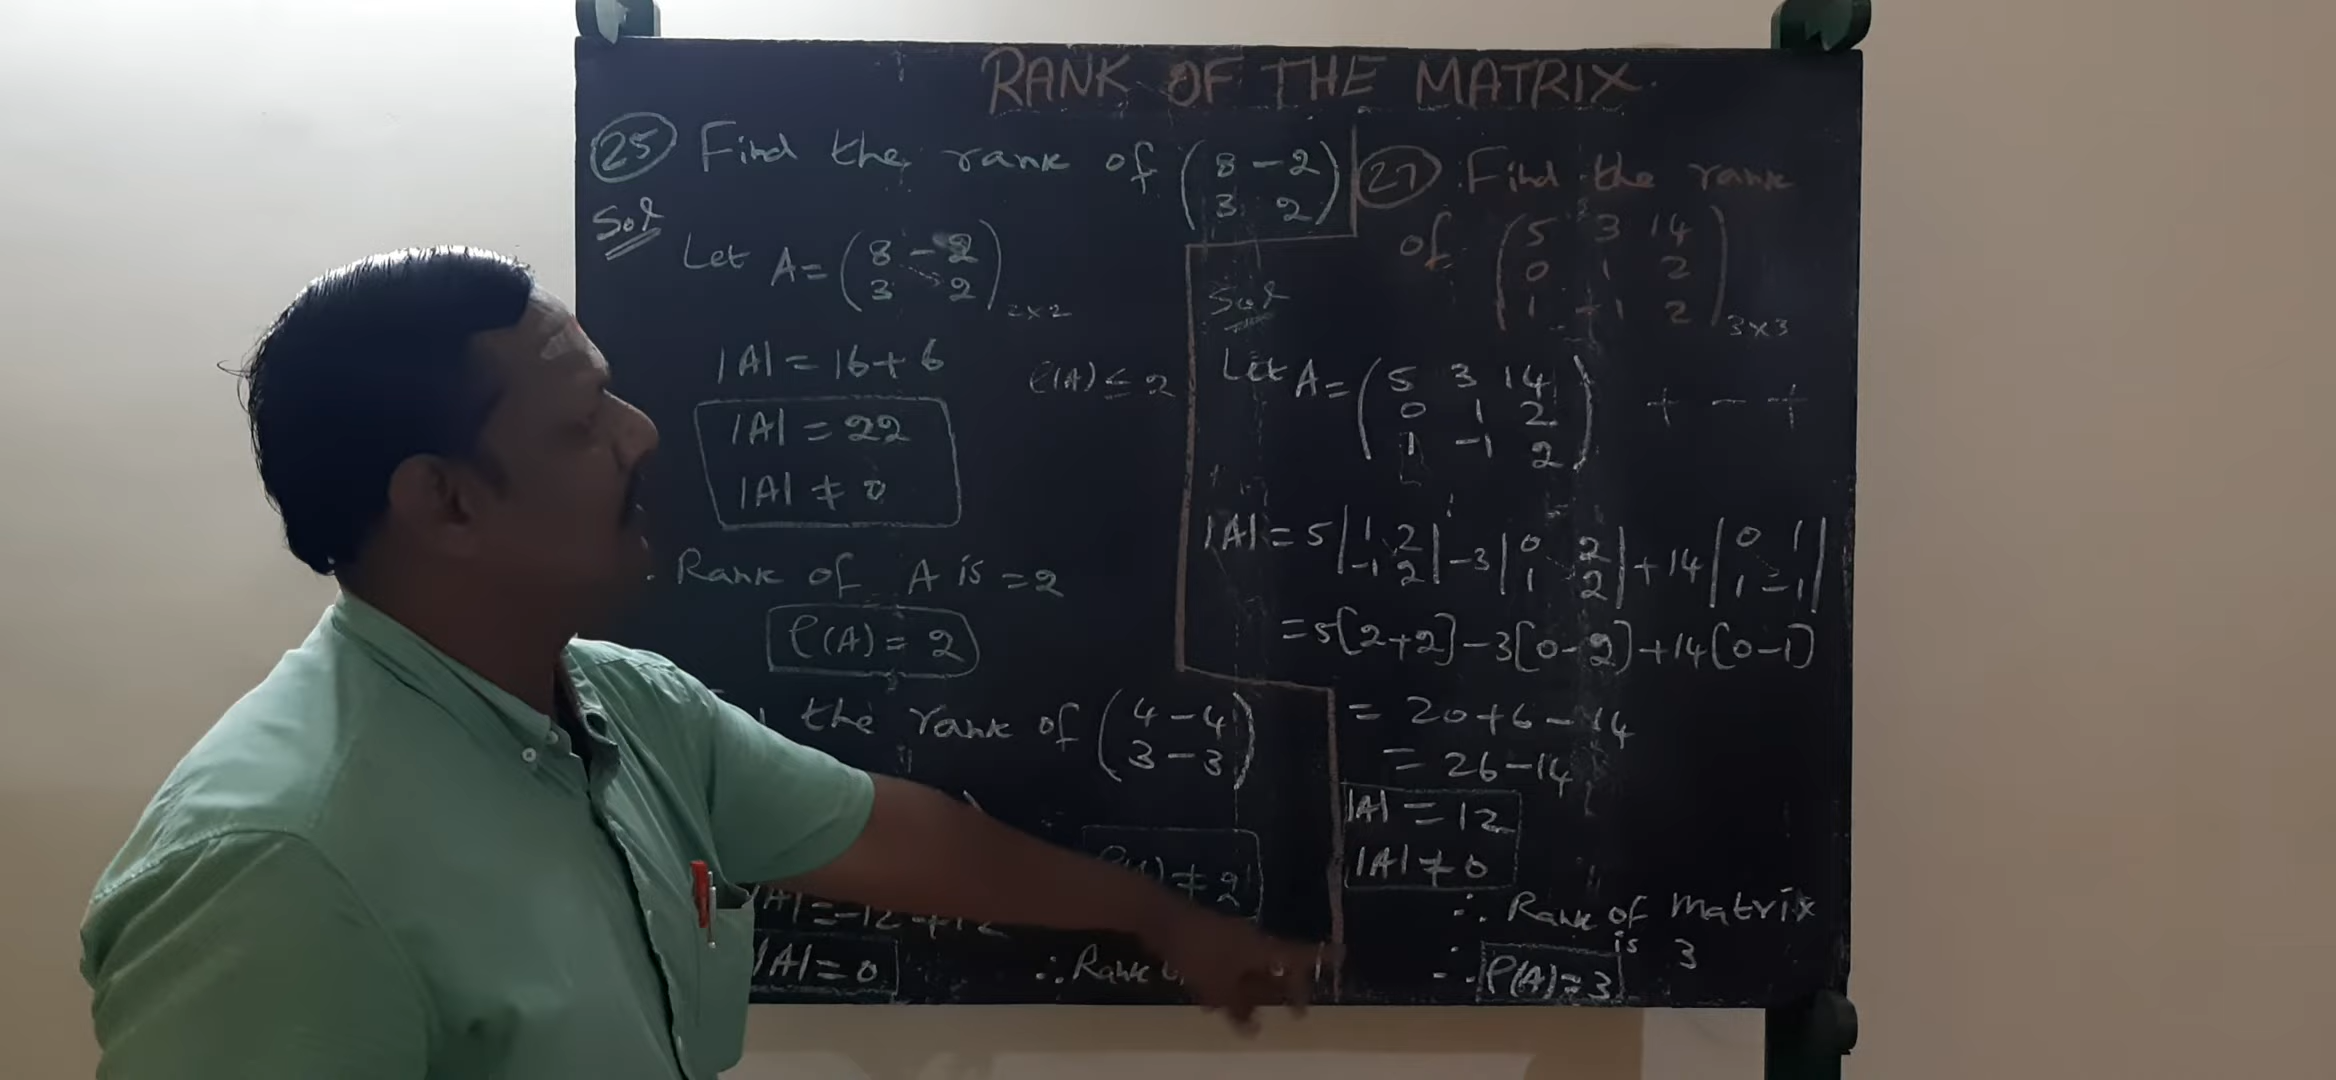 RANK OF THE MATRIX
25 Find the rank of (8 -2
3 2)
Sol
Let A = (8 -2
3 2) 2x2
|A| = 16+6
ρ(A) ≤ 2
|A| = 22
|A| ≠ 0
. Rank of A is = 2
ρ(A) = 2
the rank of (4 -4
3 -3)
≠ 2
|A| = -12 + 12
|A| = 0
∴ Rank
27 Find the rank
of (5 3 14
0 1 2
1 -1 2) 3x3
Sol
Let A = (5 3 14
0 1 2
1 -1 2)
+ - +
|A| = 5 |1 2
-1 2| -3 |0 2
1 2| +14 |0 1
1 -1|
= 5[2+2] -3[0-2] +14[0-1]
= 20+6-14
= 26-14
|A| = 12
|A| ≠ 0
∴ Rank of matrix
is 3
∴ ρ(A) = 3